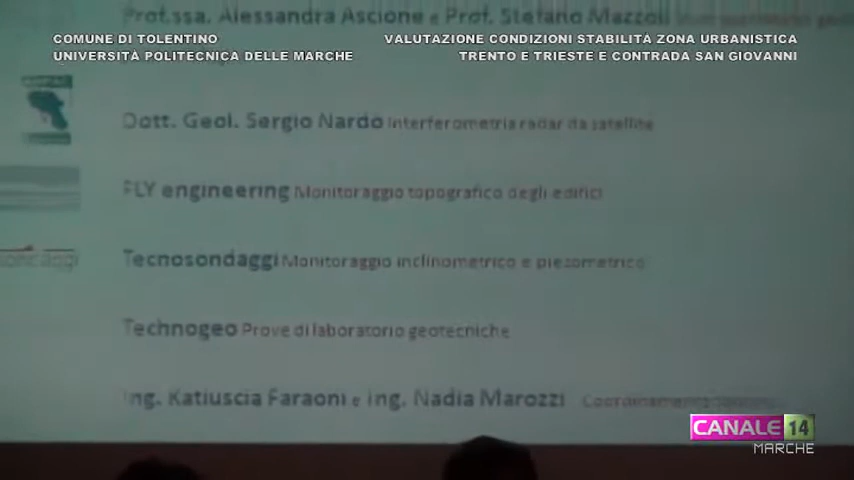 Prof.ssa. Alessandra Ascione e Prof. Stefano Mazzoli
COMUNE DI TOLENTINO
UNIVERSITÀ POLITECNICA DELLE MARCHE
VALUTAZIONE CONDIZIONI STABILITÀ ZONA URBANISTICA
TRENTO E TRIESTE E CONTRADA SAN GIOVANNI
Dott. Geol. Sergio Nardo Interferometria radar da satellite
FLY engineering Monitoraggio topografico degli edifici
Tecnosondaggi Monitoraggio inclinometrico e piezometrico
Technogeo Prove di laboratorio geotecniche
Ing. Katiuscia Faraoni e Ing. Nadia Marozzi Coordinamento
CANALE 14
MARCHE